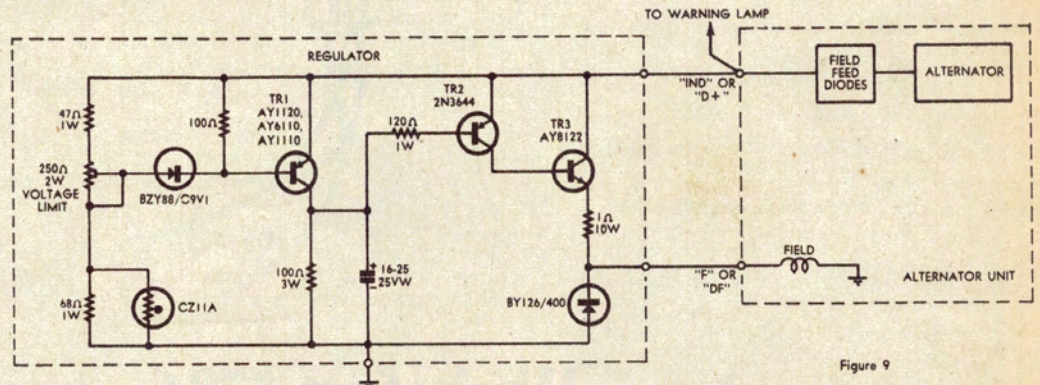 TO WARNING LAMP
REGULATOR
47Ω
1W
100Ω
TR1
AY1120,
AY6110,
AY1110
TR2
2N3644
120Ω
1W
TR3
AY8122
"IND" OR
"D+"
FIELD
FEED
DIODES
ALTERNATOR
250Ω
2W
VOLTAGE
LIMIT
BZY88/C9V1
1Ω
10W
68Ω
1W
CZ11A
100Ω
3W
+
16-25
25VW
-
BY126/400
"F" OR
"DF"
FIELD
ALTERNATOR UNIT
Figure 9